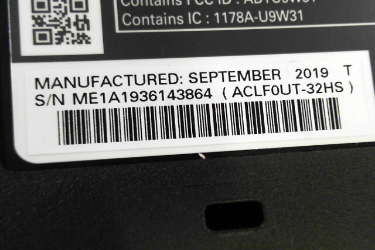 Contains IC : 1178A-U9W31
MANUFACTURED: SEPTEMBER 2019 T
S/N ME1A1936143864 ( ACLF0UT-32HS )